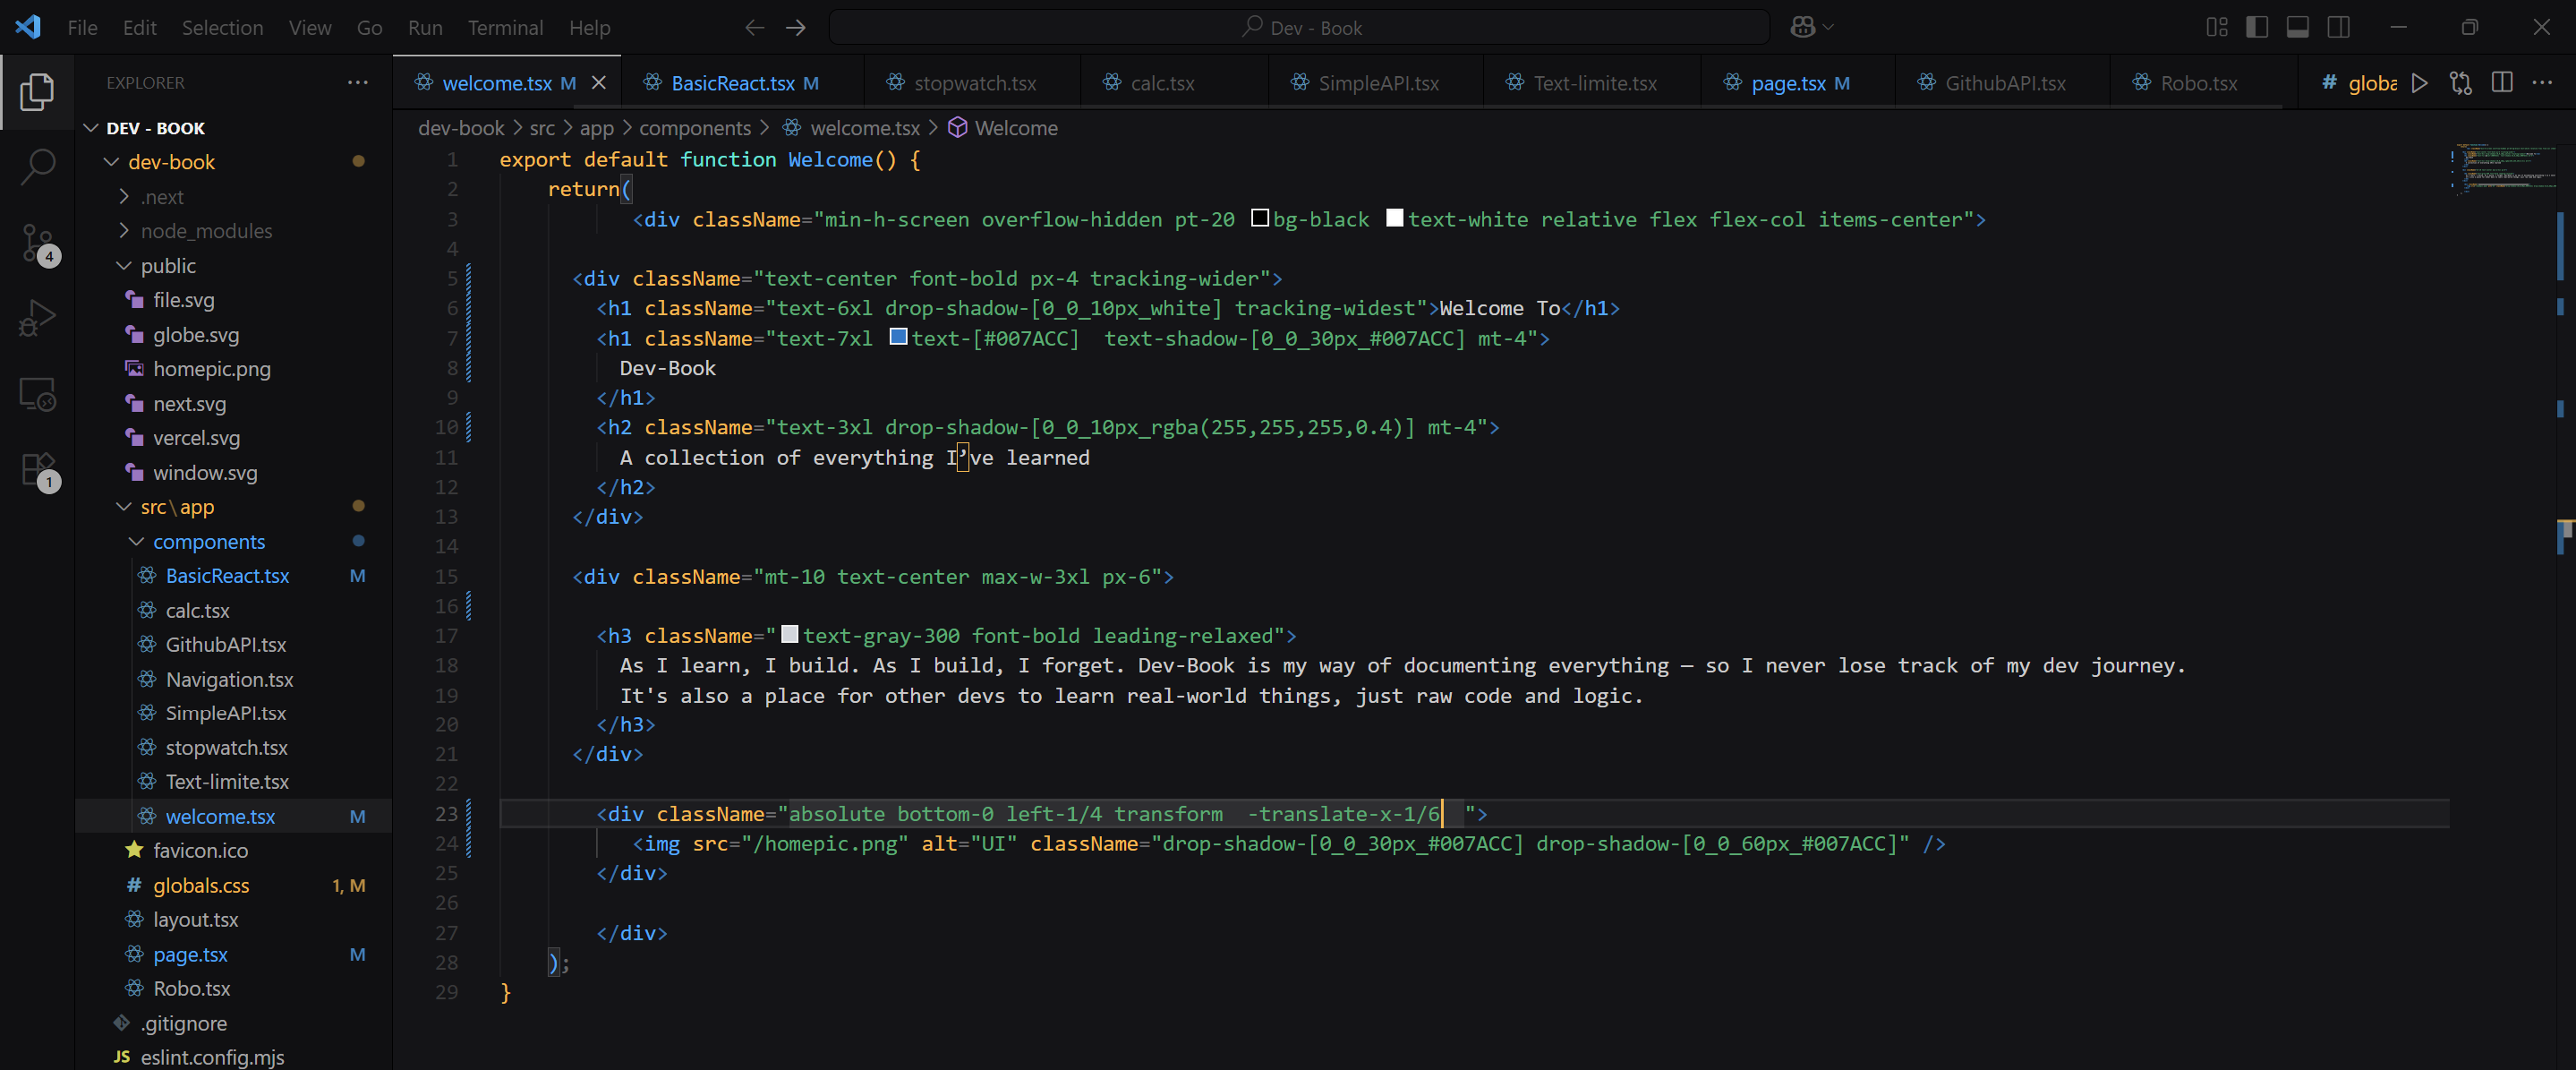 File Edit Selection View Go Run Terminal Help
Dev - Book
EXPLORER
DEV - BOOK
dev-book
.next
node_modules
public
file.svg
globe.svg
homepic.png
next.svg
vercel.svg
window.svg
src\app
components
BasicReact.tsx M
calc.tsx
GithubAPI.tsx
Navigation.tsx
SimpleAPI.tsx
stopwatch.tsx
Text-limite.tsx
welcome.tsx M
favicon.ico
# globals.css 1, M
layout.tsx
page.tsx M
Robo.tsx
.gitignore
JS eslint.config.mjs
4
1
welcome.tsx M BasicReact.tsx M stopwatch.tsx calc.tsx SimpleAPI.tsx Text-limite.tsx page.tsx M GithubAPI.tsx Robo.tsx # globa
dev-book > src > app > components > welcome.tsx > Welcome
1 export default function Welcome() {
2 return(
3 <div className="min-h-screen overflow-hidden pt-20 bg-black text-white relative flex flex-col items-center">
4
5 <div className="text-center font-bold px-4 tracking-wider">
6 <h1 className="text-6xl drop-shadow-[0_0_10px_white] tracking-widest">Welcome To</h1>
7 <h1 className="text-7xl text-[#007ACC]  text-shadow-[0_0_30px_#007ACC] mt-4">
8 Dev-Book
9 </h1>
10 <h2 className="text-3xl drop-shadow-[0_0_10px_rgba(255,255,255,0.4)] mt-4">
11 A collection of everything I’ve learned
12 </h2>
13 </div>
14
15 <div className="mt-10 text-center max-w-3xl px-6">
16
17 <h3 className="text-gray-300 font-bold leading-relaxed">
18 As I learn, I build. As I build, I forget. Dev-Book is my way of documenting everything — so I never lose track of my dev journey.
19 It's also a place for other devs to learn real-world things, just raw code and logic.
20 </h3>
21 </div>
22
23 <div className="absolute bottom-0 left-1/4 transform  -translate-x-1/6  ">
24 <img src="/homepic.png" alt="UI" className="drop-shadow-[0_0_30px_#007ACC] drop-shadow-[0_0_60px_#007ACC]" />
25 </div>
26
27 </div>
28 );
29 }